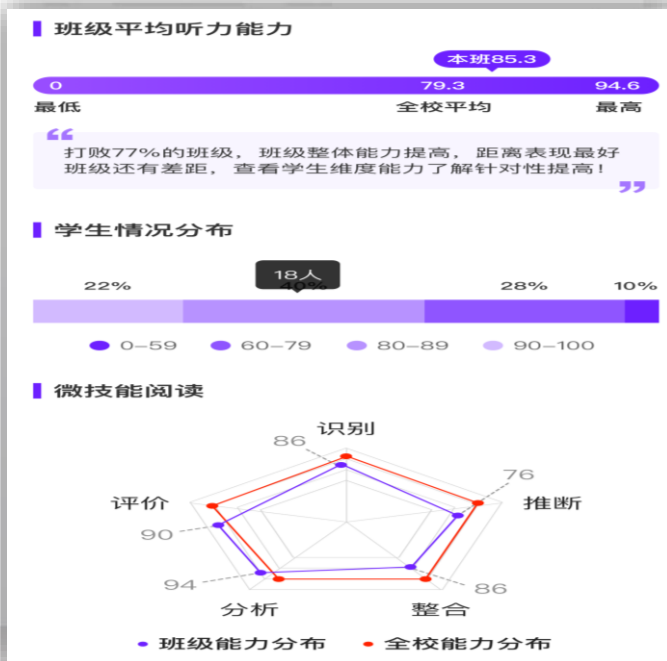 班级平均听力能力
本班85.3
0 79.3 94.6
最低 全校平均 最高
“
打败77%的班级，班级整体能力提高，距离表现最好
班级还有差距，查看学生维度能力了解针对性提高！
”
学生情况分布
18人
22% 40% 28% 10%
0–59 60–79 80–89 90–100
微技能阅读
识别
86
76
评价 推断
90
94 86
分析 整合
班级能力分布 全校能力分布